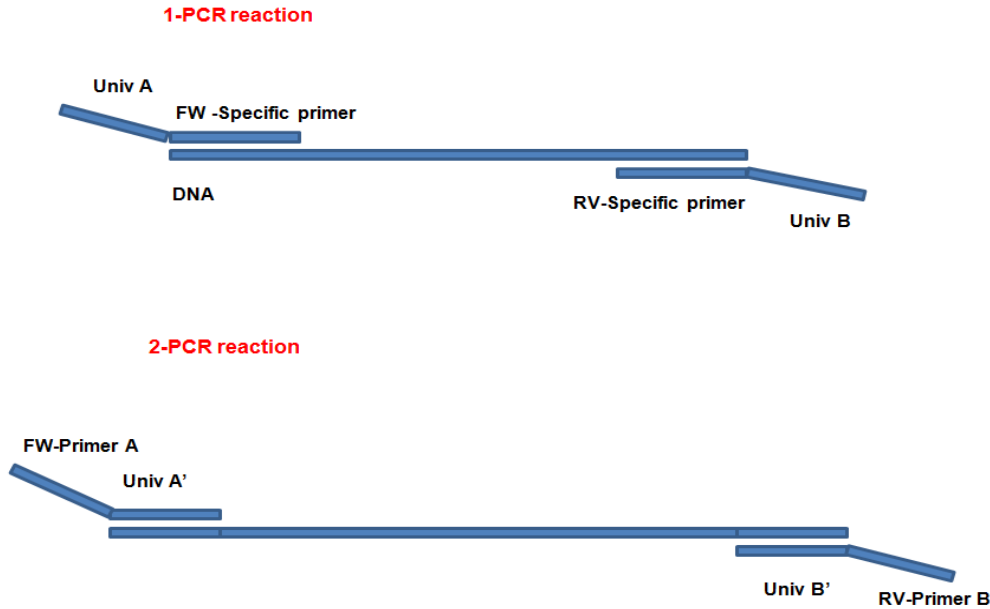 1-PCR reaction
Univ A
FW -Specific primer
DNA
RV-Specific primer
Univ B
2-PCR reaction
FW-Primer A
Univ A’
Univ B’
RV-Primer B